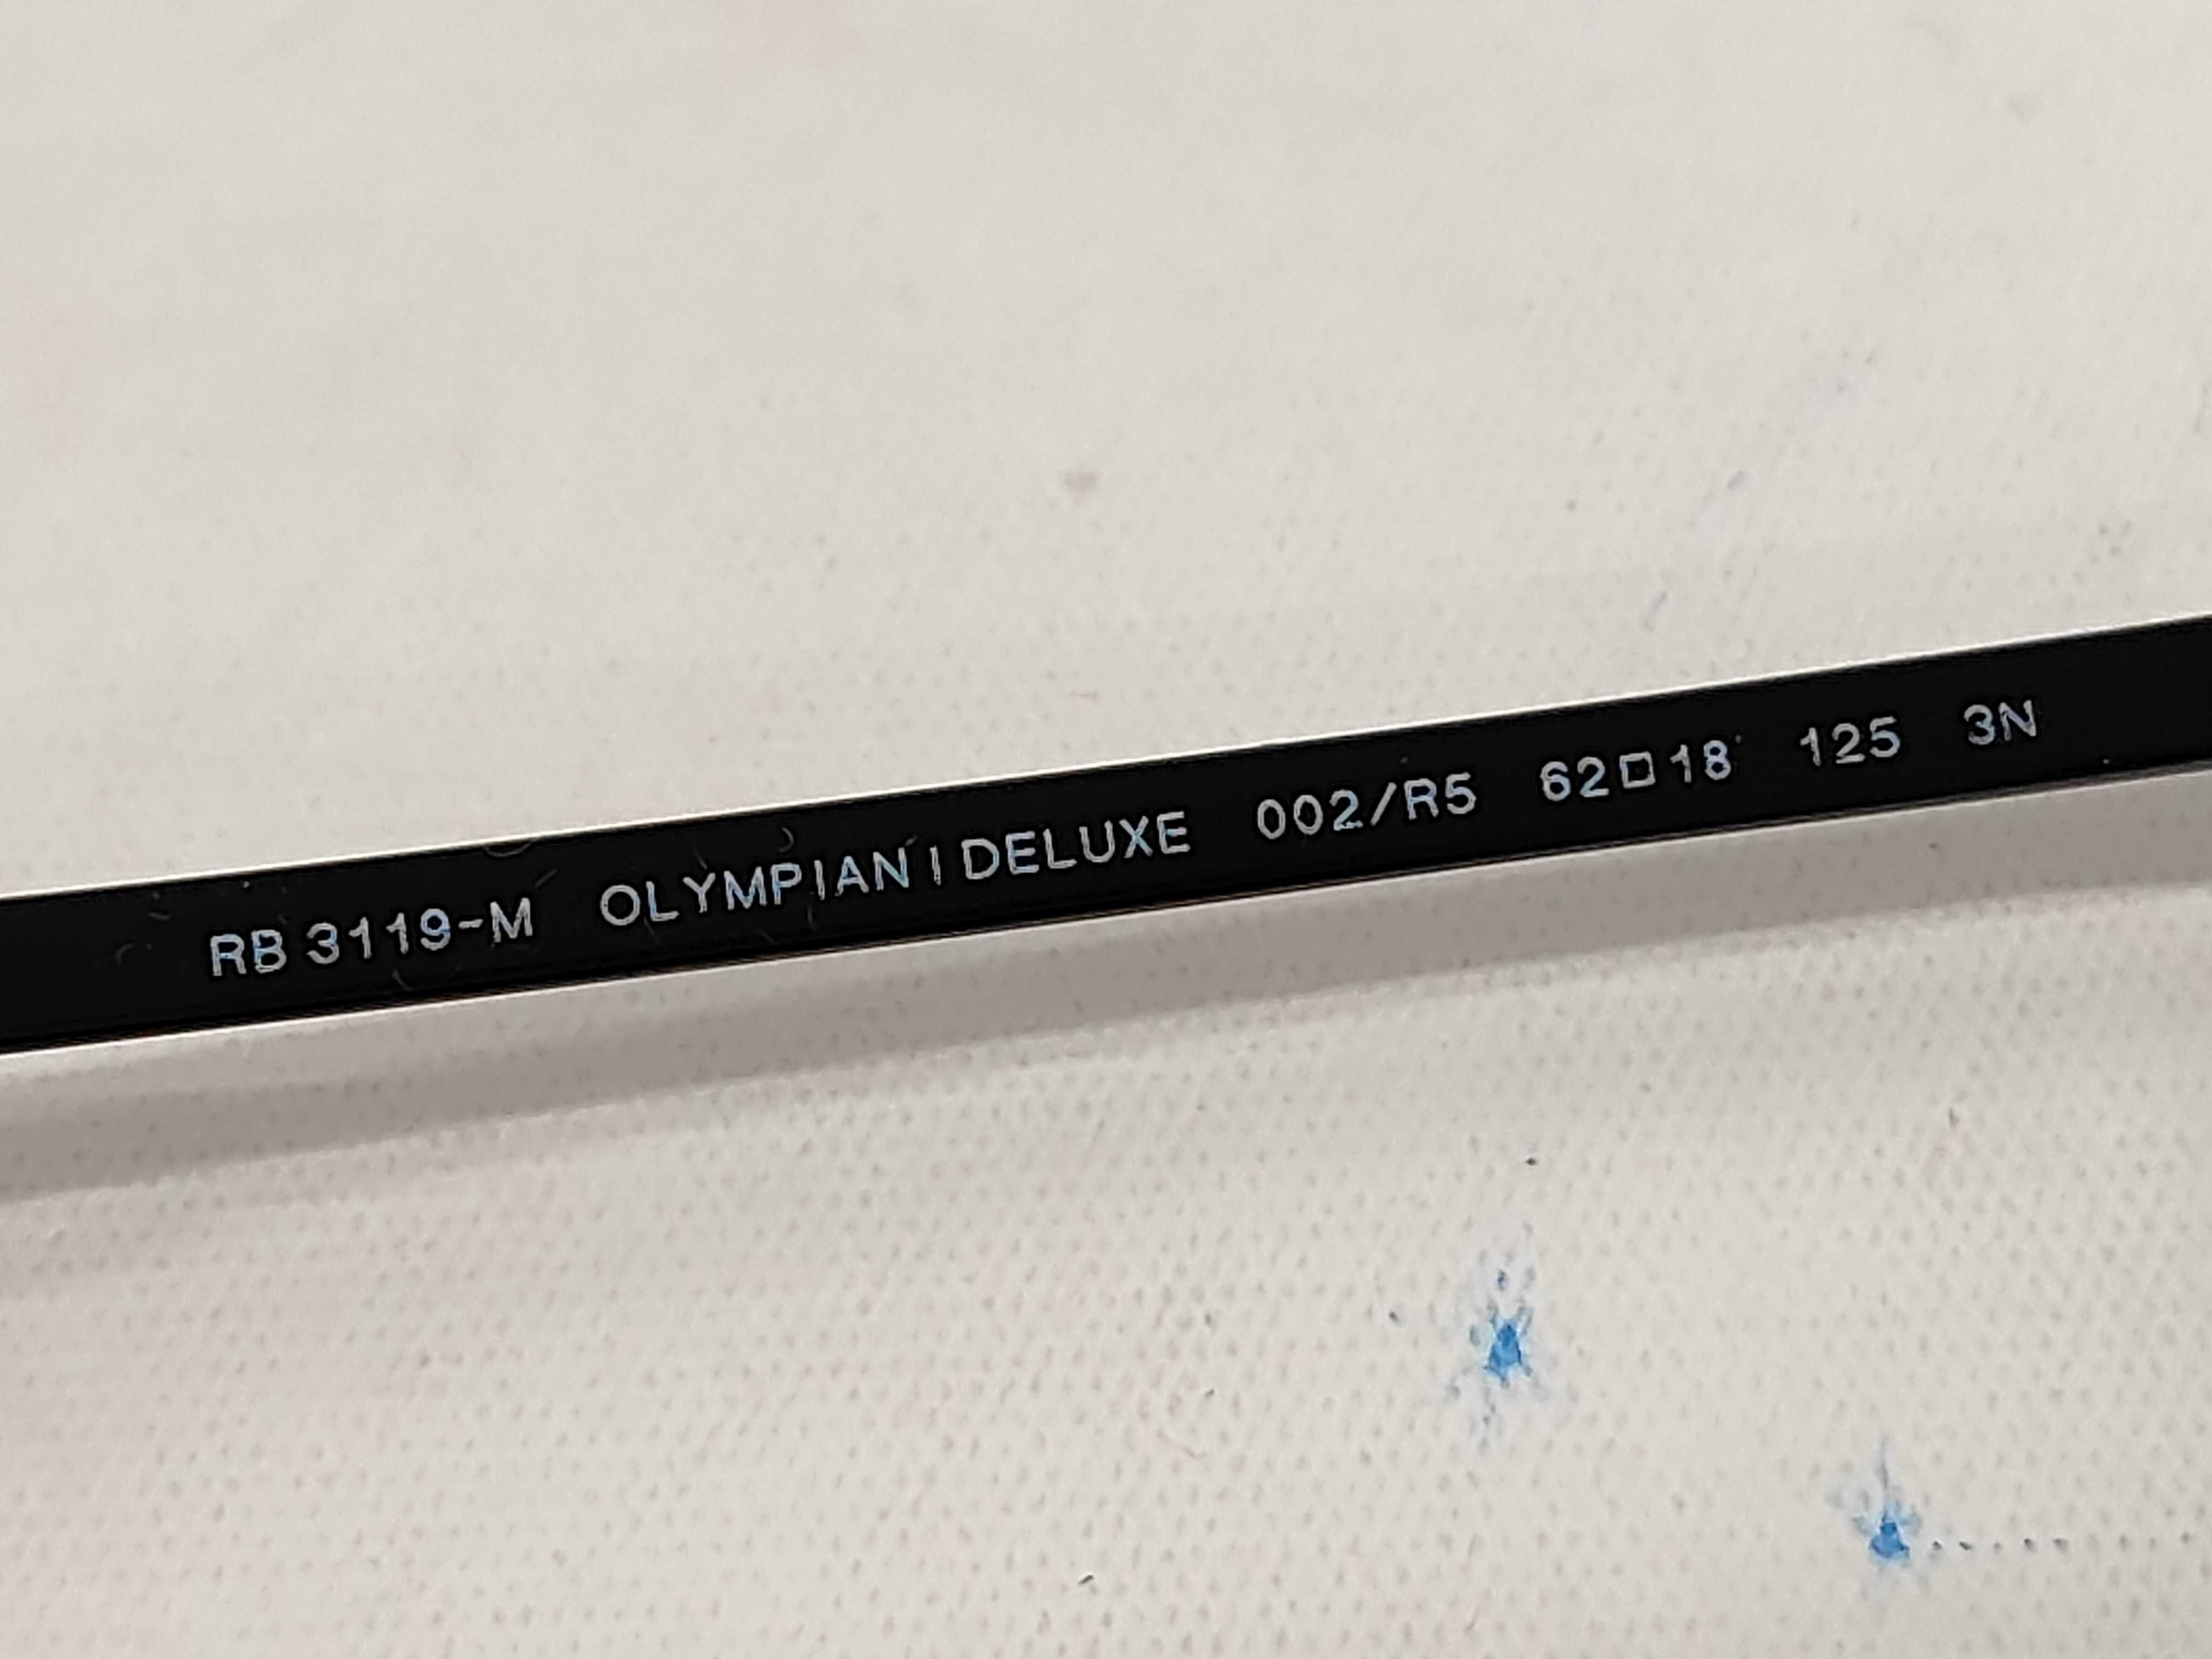 RB 3119-M OLYMPIAN I DELUXE 002/R5 62□18 125 3N